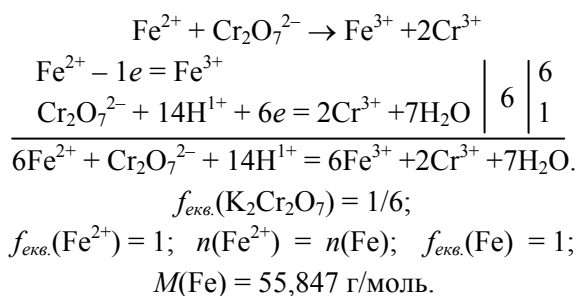 Fe²⁺ + Cr₂O₇²⁻ → Fe³⁺ +2Cr³⁺
Fe²⁺ – 1e = Fe³⁺ | | 6
Cr₂O₇²⁻ + 14H¹⁺ + 6e = 2Cr³⁺ +7H₂O | 6 | 1
6Fe²⁺ + Cr₂O₇²⁻ + 14H¹⁺ = 6Fe³⁺ +2Cr³⁺ +7H₂O.
fекв.(K₂Cr₂O₇) = 1/6;
fекв.(Fe²⁺) = 1; n(Fe²⁺) = n(Fe); fекв.(Fe) = 1;
M(Fe) = 55,847 г/моль.